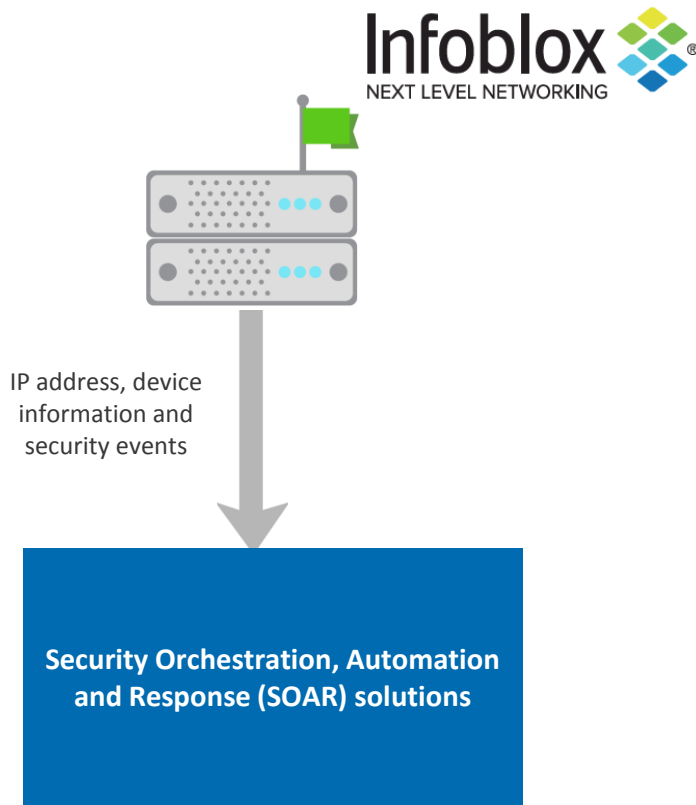 Infoblox
NEXT LEVEL NETWORKING
®
IP address, device
information and
security events
Security Orchestration, Automation
and Response (SOAR) solutions